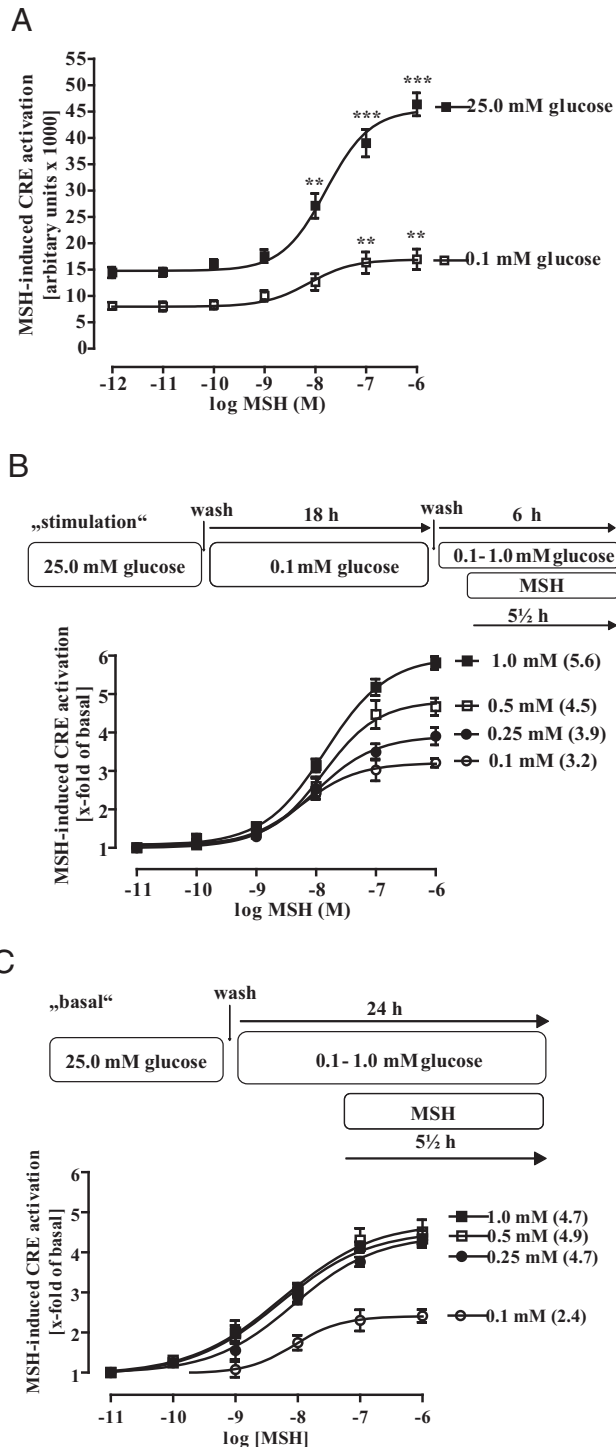 A
MSH-induced CRE activation
[arbitary units x 1000]
55
50
45
40
35
30
25
20
15
10
5
0
***
***
**
**
**
25.0 mM glucose
0.1 mM glucose
-12 -11 -10 -9 -8 -7 -6
log MSH (M)
B
„stimulation“
wash
18 h
wash
6 h
25.0 mM glucose
0.1 mM glucose
0.1-1.0 mM glucose
MSH
5½ h
MSH-induced CRE activation
[x-fold of basal]
6
5
4
3
2
1
1.0 mM (5.6)
0.5 mM (4.5)
0.25 mM (3.9)
0.1 mM (3.2)
-11 -10 -9 -8 -7 -6
log MSH (M)
C
„basal“
wash
24 h
25.0 mM glucose
0.1-1.0 mM glucose
MSH
5½ h
MSH-induced CRE activation
[x-fold of basal]
6
5
4
3
2
1
1.0 mM (4.7)
0.5 mM (4.9)
0.25 mM (4.7)
0.1 mM (2.4)
-11 -10 -9 -8 -7 -6
log [MSH]